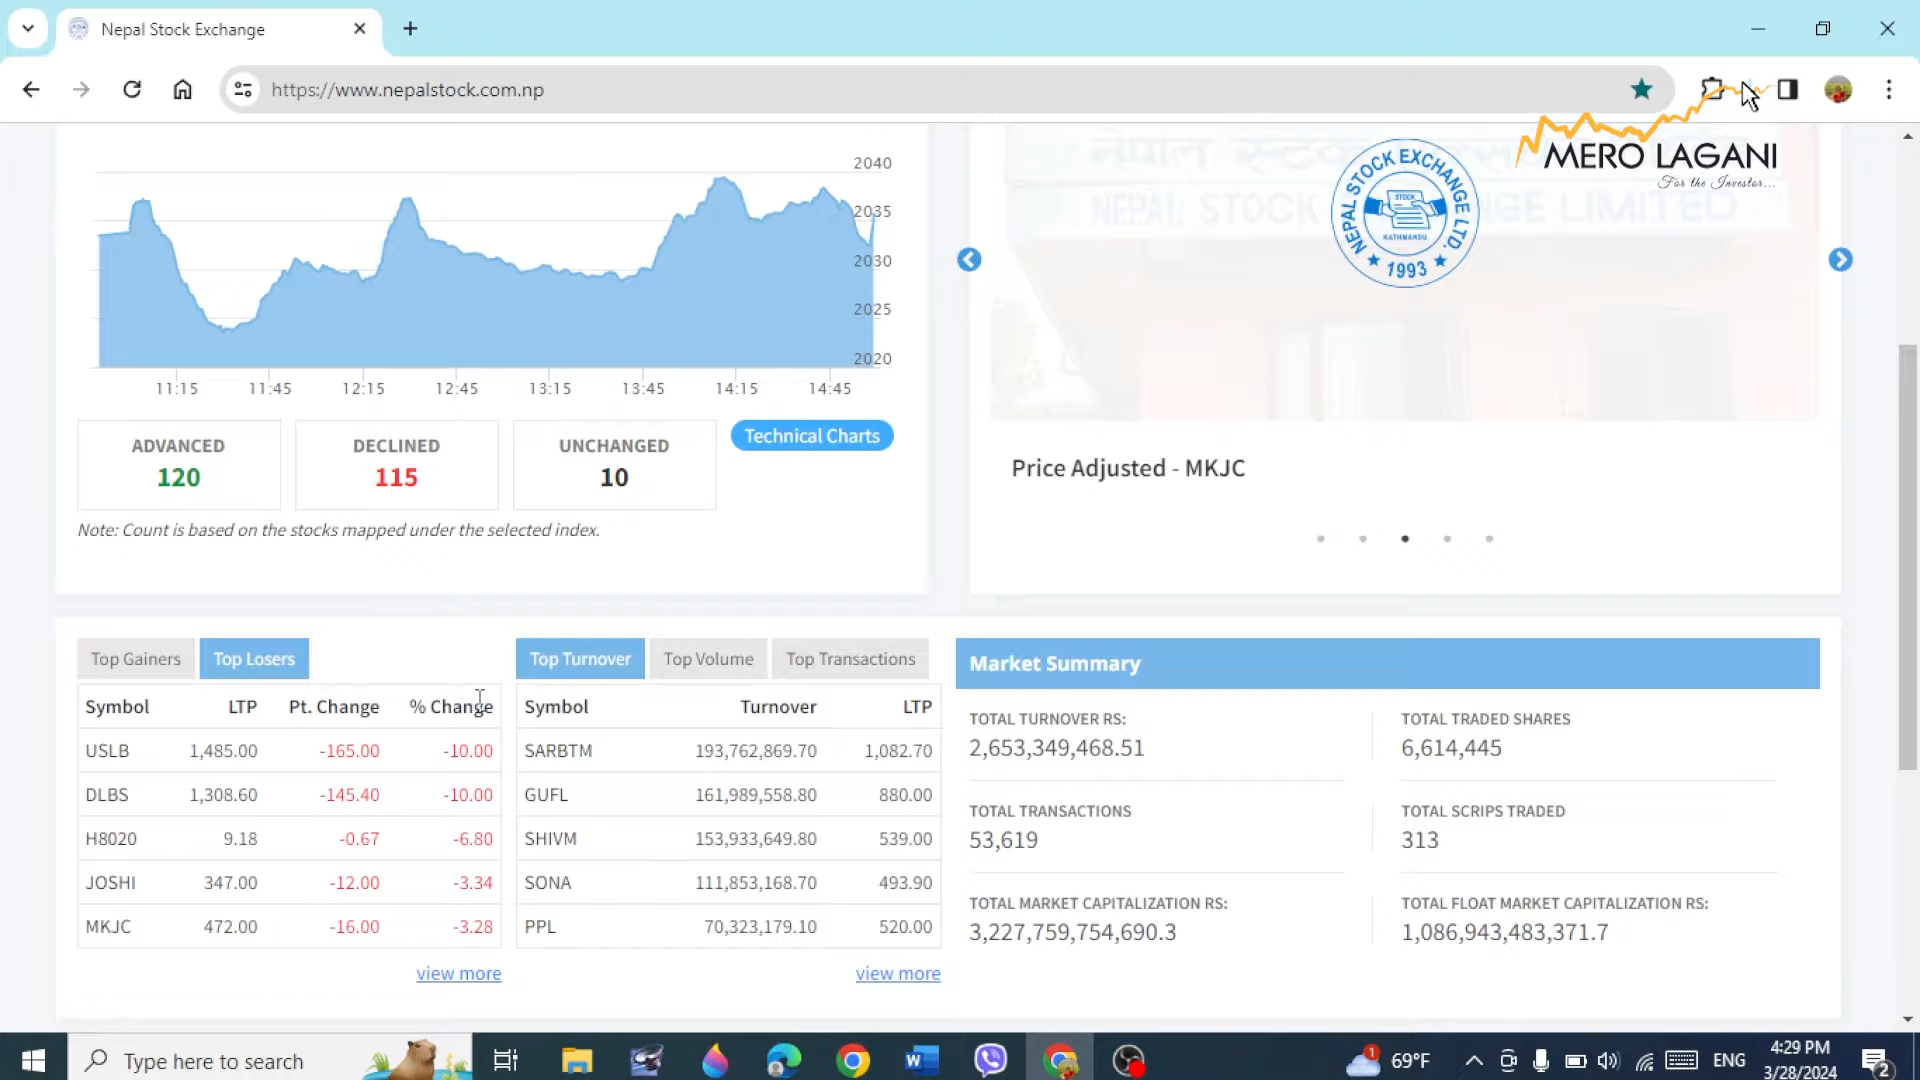 Nepal Stock Exchange
https://www.nepalstock.com.np
MERO LAGANI
For the Investor...
2040
2035
2030
2025
2020
11:15 11:45 12:15 12:45 13:15 13:45 14:15 14:45
नेपाल स्टक
NEPAL STOCK EXCHANGE LIMITED
NEPAL STOCK EXCHANGE LTD.
STOCK
KATHMANDU
★ 1993 ★
ADVANCED DECLINED UNCHANGED Technical Charts
120 115 10
Note: Count is based on the stocks mapped under the selected index.
Price Adjusted - MKJC
Top Gainers Top Losers Top Turnover Top Volume Top Transactions Market Summary
Symbol LTP Pt. Change % Change
USLB 1,485.00 -165.00 -10.00
DLBS 1,308.60 -145.40 -10.00
H8020 9.18 -0.67 -6.80
JOSHI 347.00 -12.00 -3.34
MKJC 472.00 -16.00 -3.28
view more
Symbol Turnover LTP
SARBTM 193,762,869.70 1,082.70
GUFL 161,989,558.80 880.00
SHIVM 153,933,649.80 539.00
SONA 111,853,168.70 493.90
PPL 70,323,179.10 520.00
view more
TOTAL TURNOVER RS: TOTAL TRADED SHARES
2,653,349,468.51 6,614,445
TOTAL TRANSACTIONS TOTAL SCRIPS TRADED
53,619 313
TOTAL MARKET CAPITALIZATION RS: TOTAL FLOAT MARKET CAPITALIZATION RS:
3,227,759,754,690.3 1,086,943,483,371.7
Type here to search
1 69°F ENG 4:29 PM
3/28/2024 2